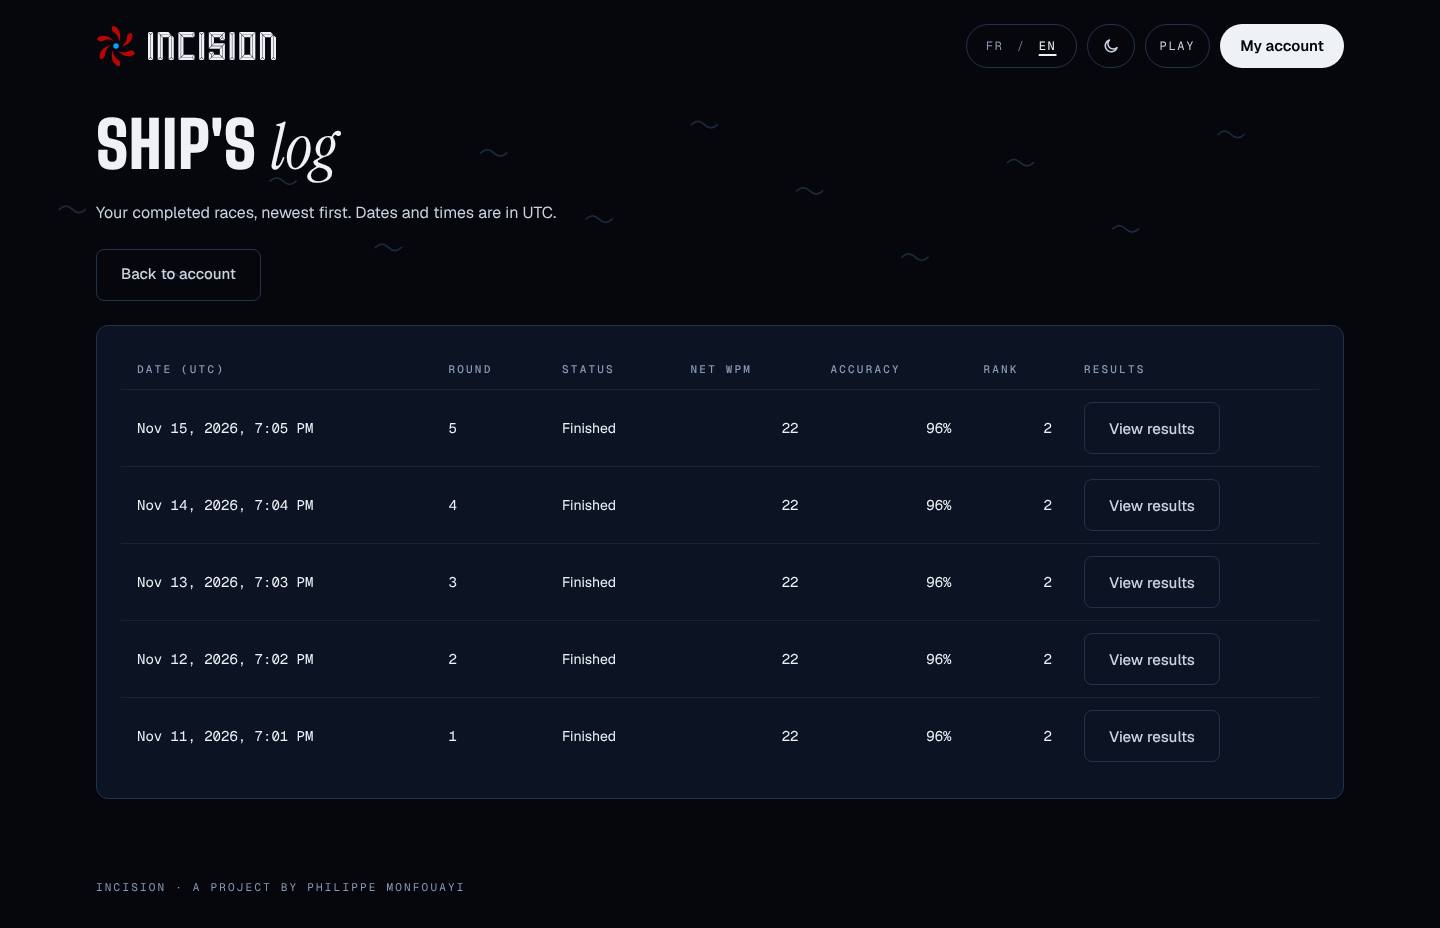 INCISION
FR / EN
PLAY
My account
SHIP'S log
Your completed races, newest first. Dates and times are in UTC.
Back to account
DATE (UTC) ROUND STATUS NET WPM ACCURACY RANK RESULTS
Nov 15, 2026, 7:05 PM 5 Finished 22 96% 2 View results
Nov 14, 2026, 7:04 PM 4 Finished 22 96% 2 View results
Nov 13, 2026, 7:03 PM 3 Finished 22 96% 2 View results
Nov 12, 2026, 7:02 PM 2 Finished 22 96% 2 View results
Nov 11, 2026, 7:01 PM 1 Finished 22 96% 2 View results
INCISION · A PROJECT BY PHILIPPE MONFOUAYI